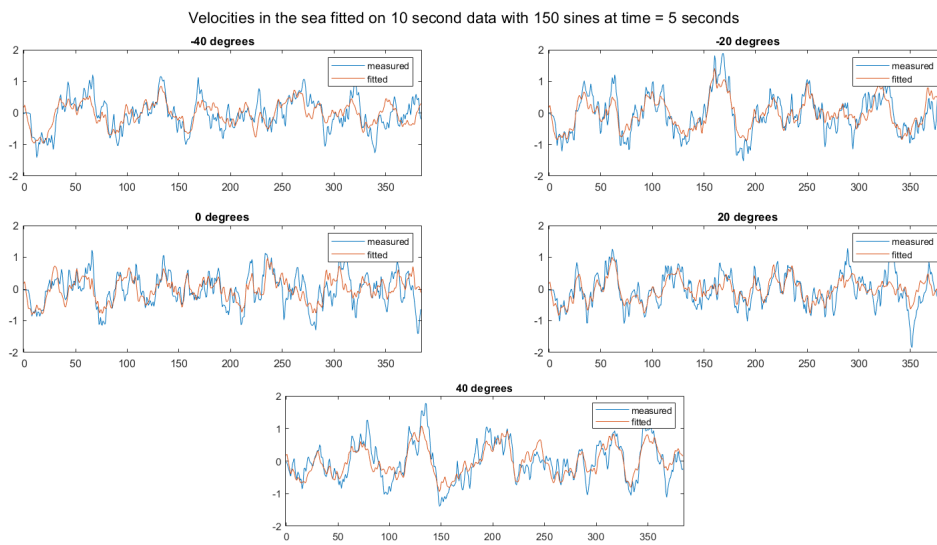 Velocities in the sea fitted on 10 second data with 150 sines at time = 5 seconds
-40 degrees
2
1
0
-1
-2
measured
fitted
0 50 100 150 200 250 300 350
-20 degrees
2
1
0
-1
-2
measured
fitted
0 50 100 150 200 250 300 350
0 degrees
2
1
0
-1
-2
measured
fitted
0 50 100 150 200 250 300 350
20 degrees
2
1
0
-1
-2
measured
fitted
0 50 100 150 200 250 300 350
40 degrees
2
1
0
-1
-2
measured
fitted
0 50 100 150 200 250 300 350